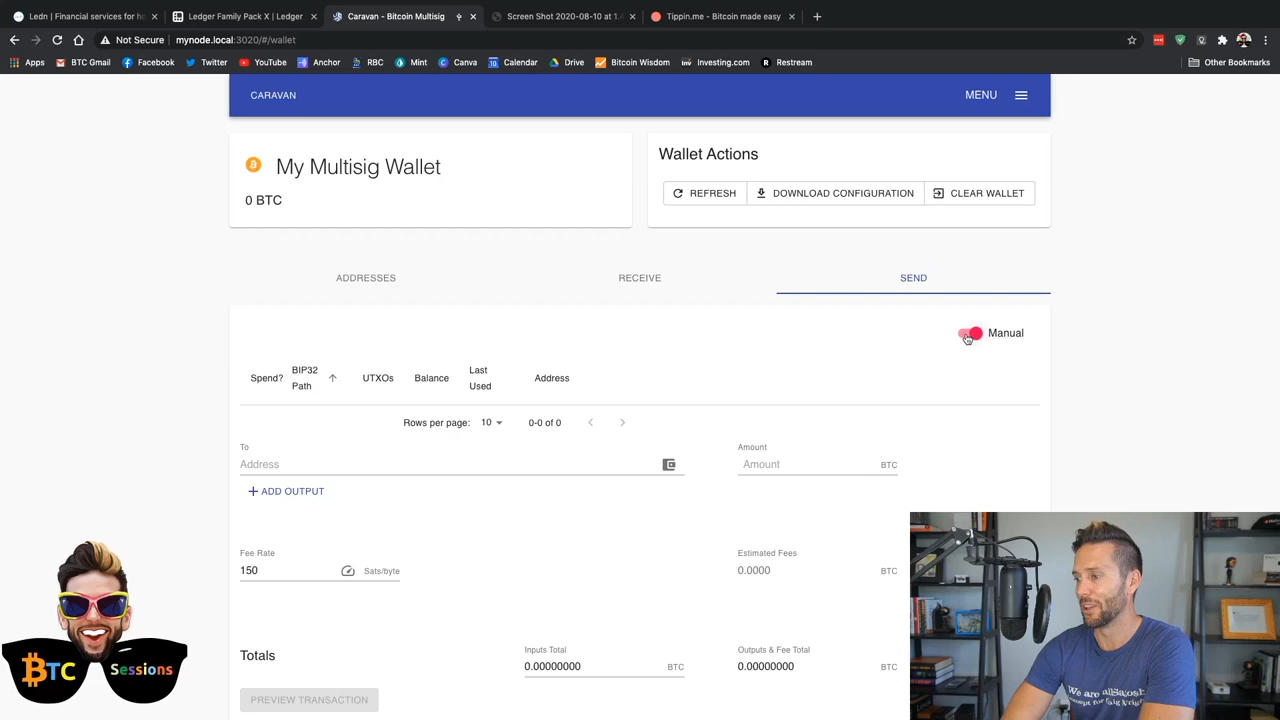 Ledn | Financial services for h
Ledger Family Pack X | Ledger
Caravan - Bitcoin Multisig
Screen Shot 2020-08-10 at 1.4
Tippin.me - Bitcoin made easy
Not Secure | mynode.local:3020/#/wallet
Apps
BTC Gmail
Facebook
Twitter
YouTube
Anchor
RBC
Mint
Canva
Calendar
Drive
Bitcoin Wisdom
Investing.com
Restream
Other Bookmarks
CARAVAN
MENU
My Multisig Wallet
0 BTC
Wallet Actions
REFRESH
DOWNLOAD CONFIGURATION
CLEAR WALLET
ADDRESSES
RECEIVE
SEND
Manual
Spend?
BIP32
Path
UTXOs
Balance
Last
Used
Address
Rows per page: 10
0-0 of 0
To
Address
Amount
Amount
BTC
+ ADD OUTPUT
Fee Rate
150
Sats/byte
Estimated Fees
0.0000
BTC
Totals
Inputs Total
0.00000000
BTC
Outputs & Fee Total
0.00000000
BTC
PREVIEW TRANSACTION
BTC
Sessions
We are all Satoshi